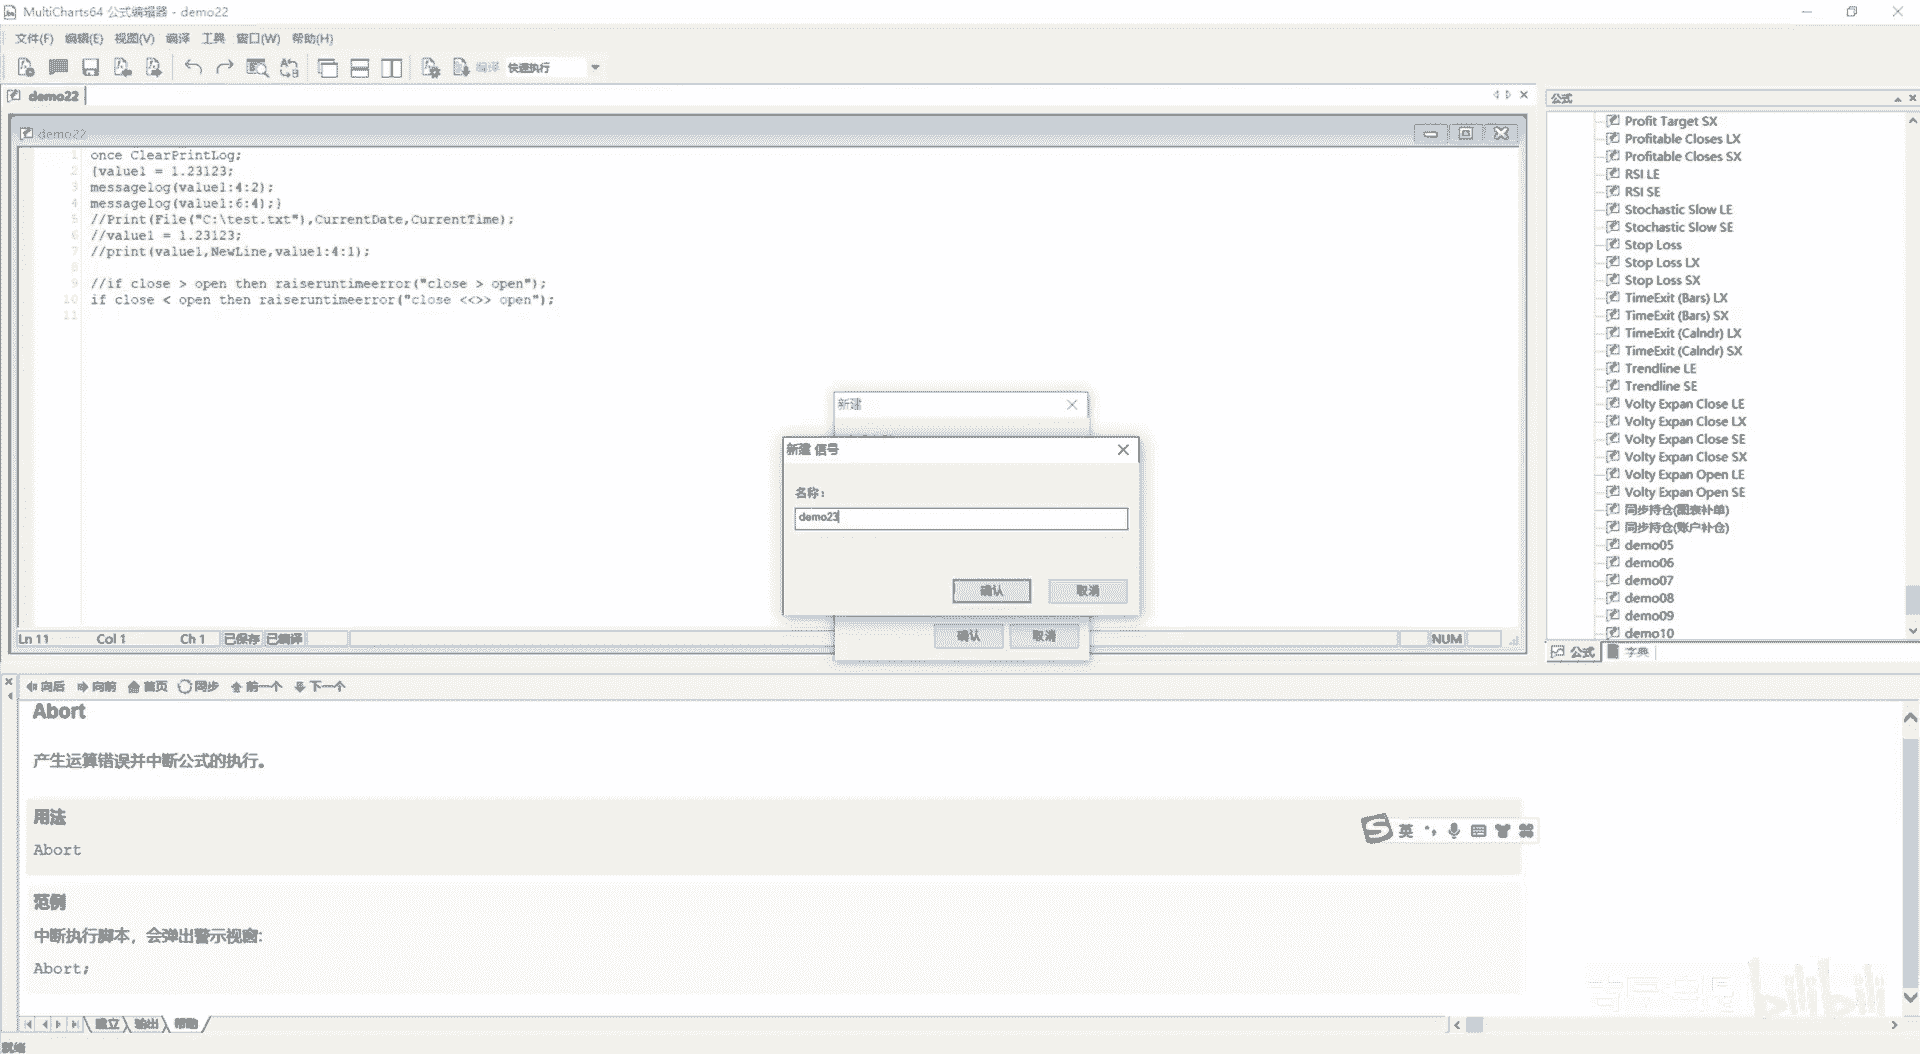 MultiCharts64 公式编辑器 - demo22
文件(F) 编辑(E) 视图(V) 编译 工具 窗口(W) 帮助(H)
编译 快速执行
demo22
demo22
1 once ClearPrintLog;
2 {value1 = 1.23123;
3 messagelog(value1:4:2);
4 messagelog(value1:6:4);}
5 //Print(File("C:\test.txt"),CurrentDate,CurrentTime);
6 //value1 = 1.23123;
7 //print(value1,NewLine,value1:4:1);
8
9 //if close > open then raiseruntimeerror("close > open");
10 if close < open then raiseruntimeerror("close <<>> open");
11
新建
新建 信号
名称：
demo23
确认 取消
确认 取消
Ln 11 Col 1 Ch 1 已保存 已编译 NUM
公式
Profit Target SX
Profitable Closes LX
Profitable Closes SX
RSI LE
RSI SE
Stochastic Slow LE
Stochastic Slow SE
Stop Loss
Stop Loss LX
Stop Loss SX
TimeExit (Bars) LX
TimeExit (Bars) SX
TimeExit (Calndr) LX
TimeExit (Calndr) SX
Trendline LE
Trendline SE
Volty Expan Close LE
Volty Expan Close LX
Volty Expan Close SE
Volty Expan Close SX
Volty Expan Open LE
Volty Expan Open SE
同步持仓(图表补单)
同步持仓(账户补仓)
demo05
demo06
demo07
demo08
demo09
demo10
公式 字典
向后 向前 首页 同步 前一个 下一个
Abort
产生运算错误并中断公式的执行。
用法
Abort
范例
中断执行脚本，会弹出警示视窗:
Abort;
英
bilibili
建立 输出 帮助
就绪